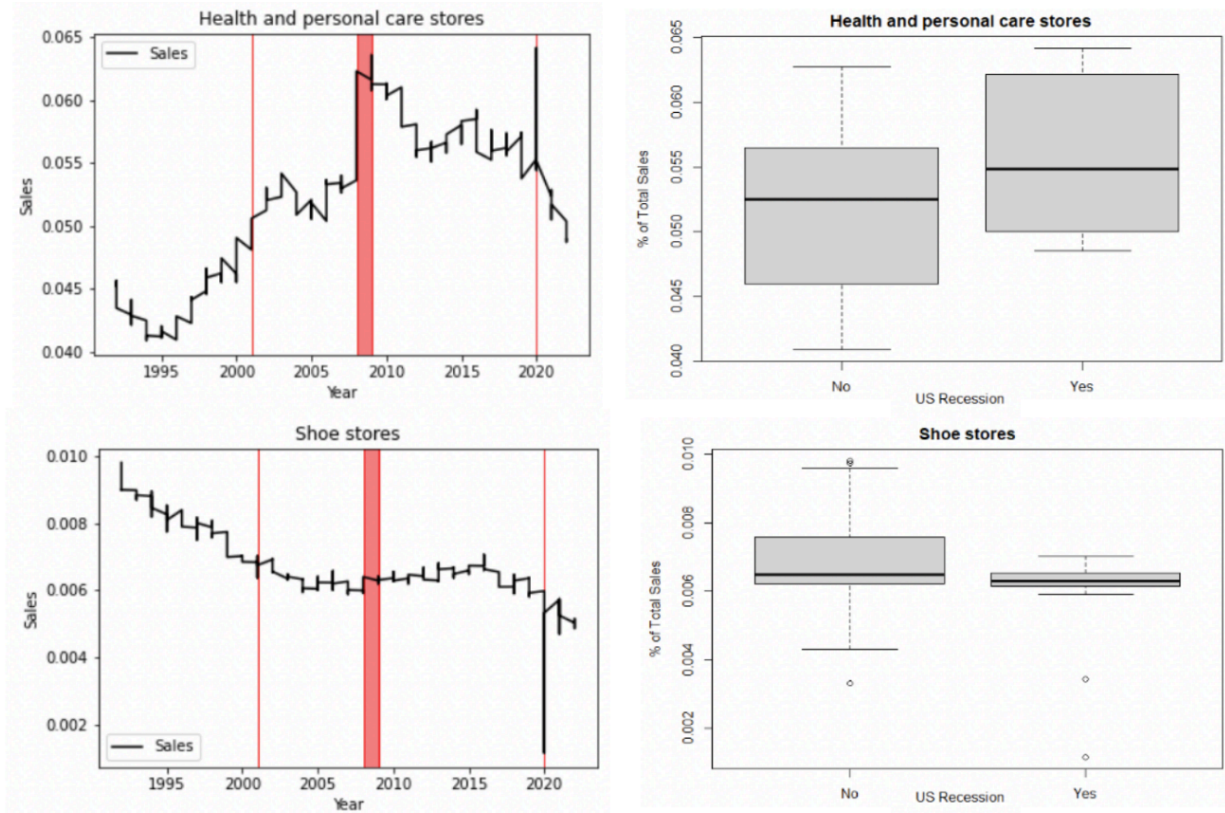 Health and personal care stores
0.065
0.060
0.055
0.050
0.045
0.040
Sales
Sales
1995 2000 2005 2010 2015 2020
Year
Health and personal care stores
0.065
0.060
0.055
0.050
0.045
0.040
% of Total Sales
No Yes
US Recession
Shoe stores
0.010
0.008
0.006
0.004
0.002
Sales
Sales
1995 2000 2005 2010 2015 2020
Year
Shoe stores
0.010
0.008
0.006
0.004
0.002
% of Total Sales
No Yes
US Recession